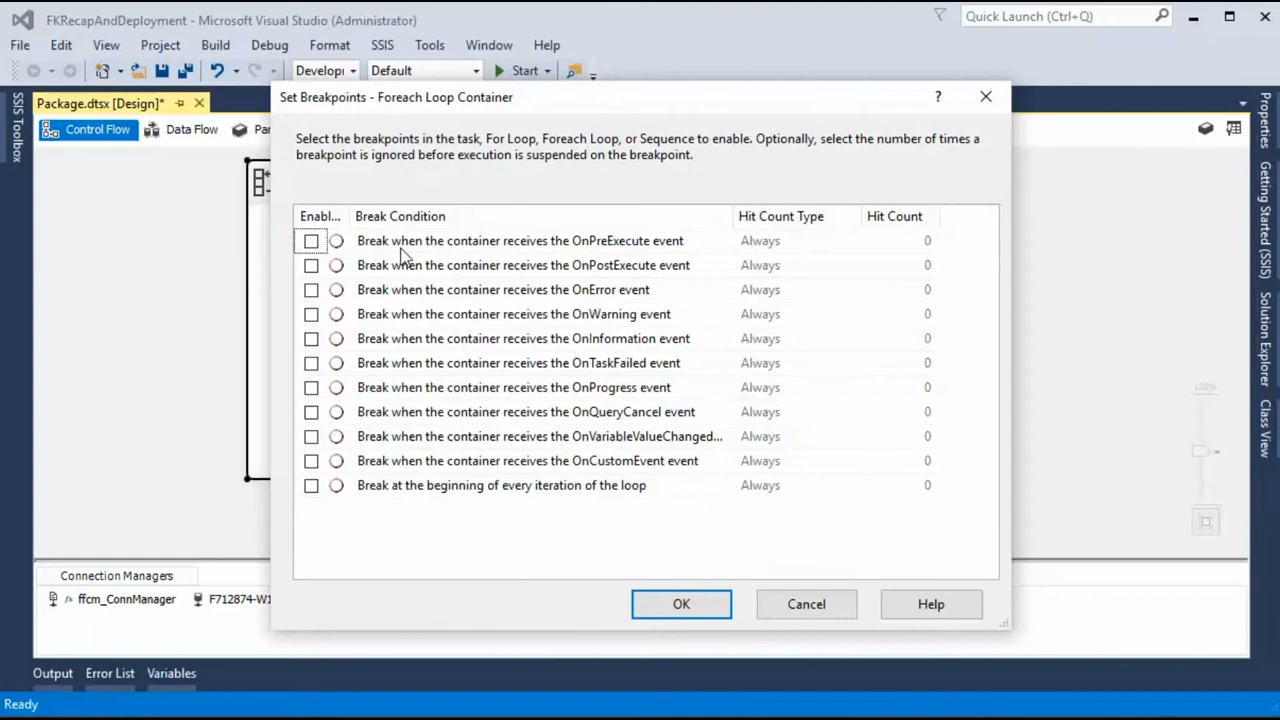 FKRecapAndDeployment - Microsoft Visual Studio (Administrator)
Quick Launch (Ctrl+Q)
File Edit View Project Build Debug Format SSIS Tools Window Help
Developi Default Start
Package.dtsx [Design]*
Control Flow Data Flow Par
SSIS Toolbox
Set Breakpoints - Foreach Loop Container
?
Select the breakpoints in the task, For Loop, Foreach Loop, or Sequence to enable. Optionally, select the number of times a
breakpoint is ignored before execution is suspended on the breakpoint.
Enabl... Break Condition Hit Count Type Hit Count
Break when the container receives the OnPreExecute event Always 0
Break when the container receives the OnPostExecute event Always 0
Break when the container receives the OnError event Always 0
Break when the container receives the OnWarning event Always 0
Break when the container receives the OnInformation event Always 0
Break when the container receives the OnTaskFailed event Always 0
Break when the container receives the OnProgress event Always 0
Break when the container receives the OnQueryCancel event Always 0
Break when the container receives the OnVariableValueChanged... Always 0
Break when the container receives the OnCustomEvent event Always 0
Break at the beginning of every iteration of the loop Always 0
OK Cancel Help
Properties
Getting Started (SSIS)
Solution Explorer
Class View
100%
Connection Managers
fx ffcm_ConnManager F712874-W1
Output Error List Variables
Ready